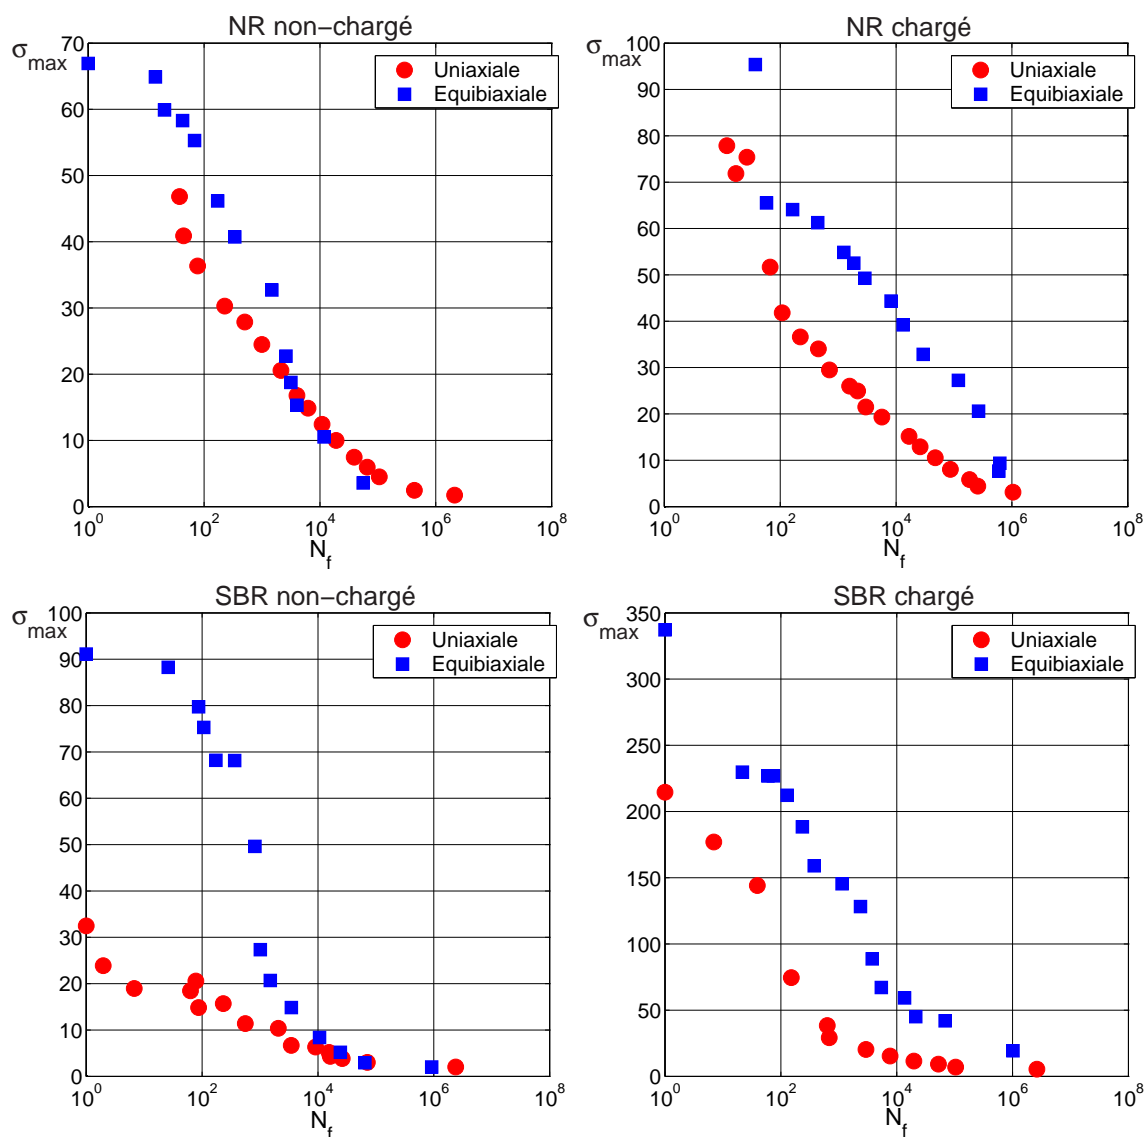 NR non−chargé
σmax
70
60
50
40
30
20
10
0
10^0 10^2 10^4 10^6 10^8
Nf
Uniaxiale
Equibiaxiale
NR chargé
σmax
100
90
80
70
60
50
40
30
20
10
0
10^0 10^2 10^4 10^6 10^8
Nf
Uniaxiale
Equibiaxiale
SBR non−chargé
σmax
100
90
80
70
60
50
40
30
20
10
0
10^0 10^2 10^4 10^6 10^8
Nf
Uniaxiale
Equibiaxiale
SBR chargé
σmax
350
300
250
200
150
100
50
0
10^0 10^2 10^4 10^6 10^8
Nf
Uniaxiale
Equibiaxiale